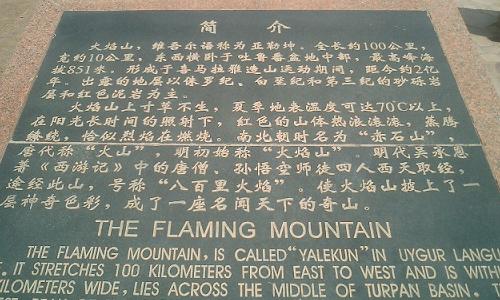 简 介
火焰山，维吾尔语称为亚勒坤。全长约100公里，
宽约10公里，东西横卧于吐鲁番盆地中部，最高峰海
拔851米，形成于喜马拉雅造山运动期间，距今约2亿
年。出露的地层以侏罗纪、白垩纪和第三纪的砂砾岩
层和红色泥岩为主。
火焰山上寸草不生，夏季地表温度可达70℃以上，
在阳光长时间的照射下，红色的山体热浪滚滚，蒸腾
缭绕，恰似烈焰在燃烧。南北朝时名为“赤石山”，
唐代称“火山”，明初始称“火焰山”。明代吴承恩
著《西游记》中的唐僧、孙悟空师徒四人西天取经，
途经此山，号称“八百里火焰”。使火焰山披上了一
层神奇色彩，成了一座名闻天下的奇山。
THE FLAMING MOUNTAIN
THE FLAMING MOUNTAIN, IS CALLED "YALEKUN" IN UYGUR LANGU
E. IT STRETCHES 100 KILOMETERS FROM EAST TO WEST AND IS WITH
KILOMETERS WIDE, LIES ACROSS THE MIDDLE OF TURPAN BASIN.